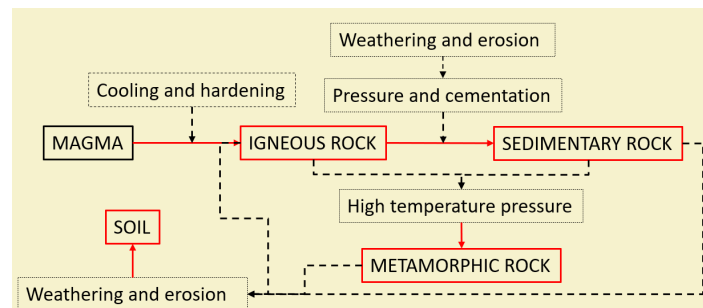 Weathering and erosion
Cooling and hardening
Pressure and cementation
MAGMA
IGNEOUS ROCK
SEDIMENTARY ROCK
High temperature pressure
SOIL
METAMORPHIC ROCK
Weathering and erosion